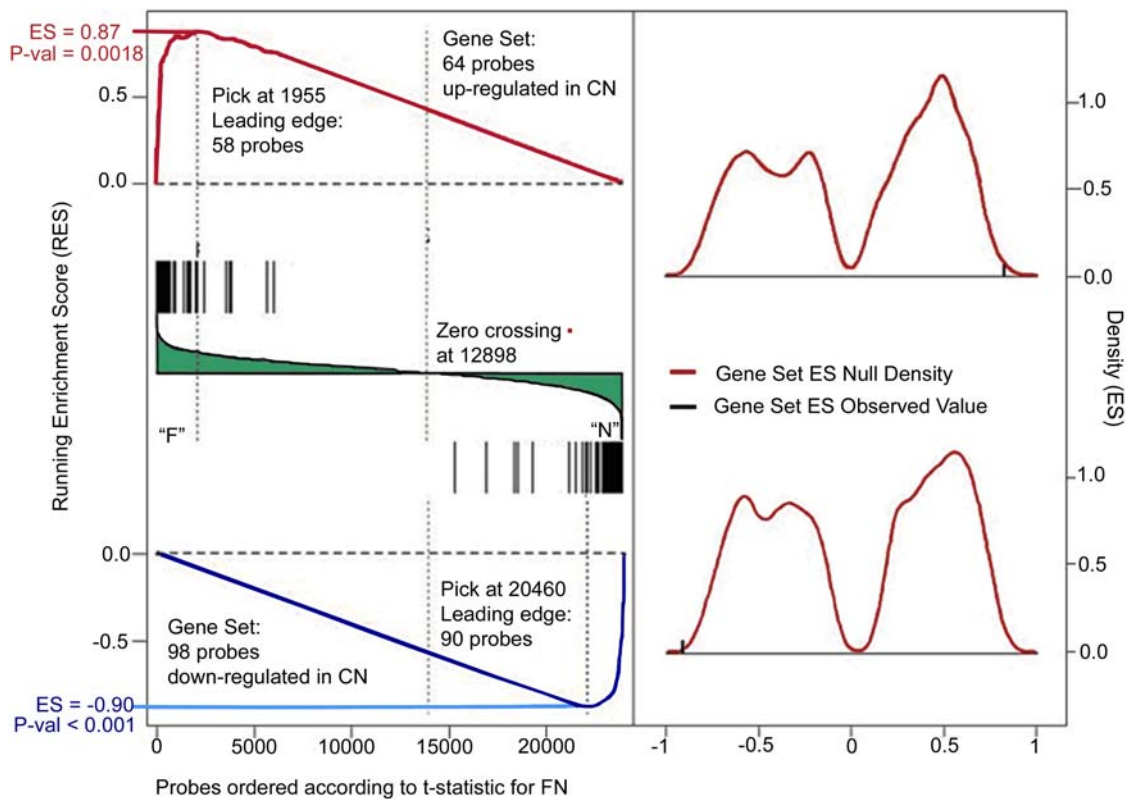 ES = 0.87
P-val = 0.0018
0.5
0.0
Gene Set:
64 probes
up-regulated in CN
Pick at 1955
Leading edge:
58 probes
Running Enrichment Score (RES)
Zero crossing
at 12898
“F”
“N”
0.0
-0.5
Pick at 20460
Leading edge:
90 probes
Gene Set:
98 probes
down-regulated in CN
ES = -0.90
P-val < 0.001
0
5000
10000
15000
20000
Probes ordered according to t-statistic for FN
1.0
0.5
0.0
Density (ES)
Gene Set ES Null Density
Gene Set ES Observed Value
1.0
0.5
0.0
-1
-0.5
0
0.5
1